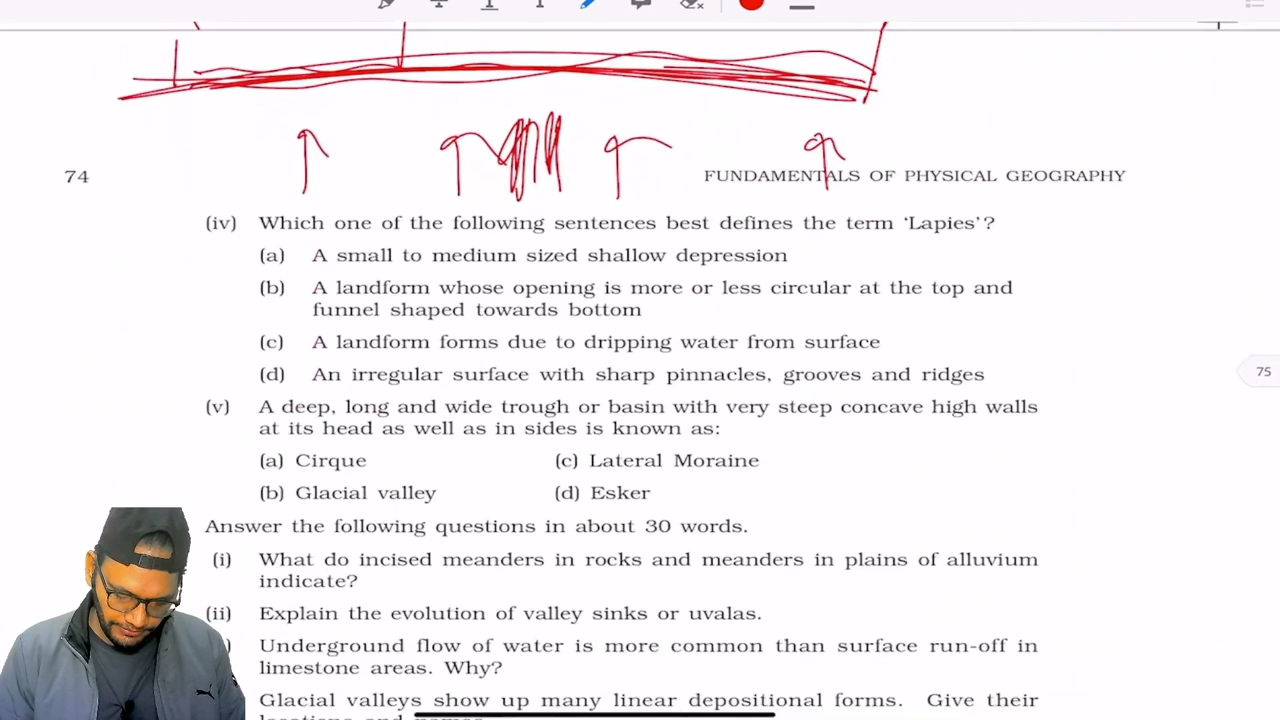 74
FUNDAMENTALS OF PHYSICAL GEOGRAPHY
(iv) Which one of the following sentences best defines the term ‘Lapies’?
(a) A small to medium sized shallow depression
(b) A landform whose opening is more or less circular at the top and
funnel shaped towards bottom
(c) A landform forms due to dripping water from surface
(d) An irregular surface with sharp pinnacles, grooves and ridges
75
(v) A deep, long and wide trough or basin with very steep concave high walls
at its head as well as in sides is known as:
(a) Cirque (c) Lateral Moraine
(b) Glacial valley (d) Esker
Answer the following questions in about 30 words.
(i) What do incised meanders in rocks and meanders in plains of alluvium
indicate?
(ii) Explain the evolution of valley sinks or uvalas.
) Underground flow of water is more common than surface run-off in
limestone areas. Why?
Glacial valleys show up many linear depositional forms. Give their